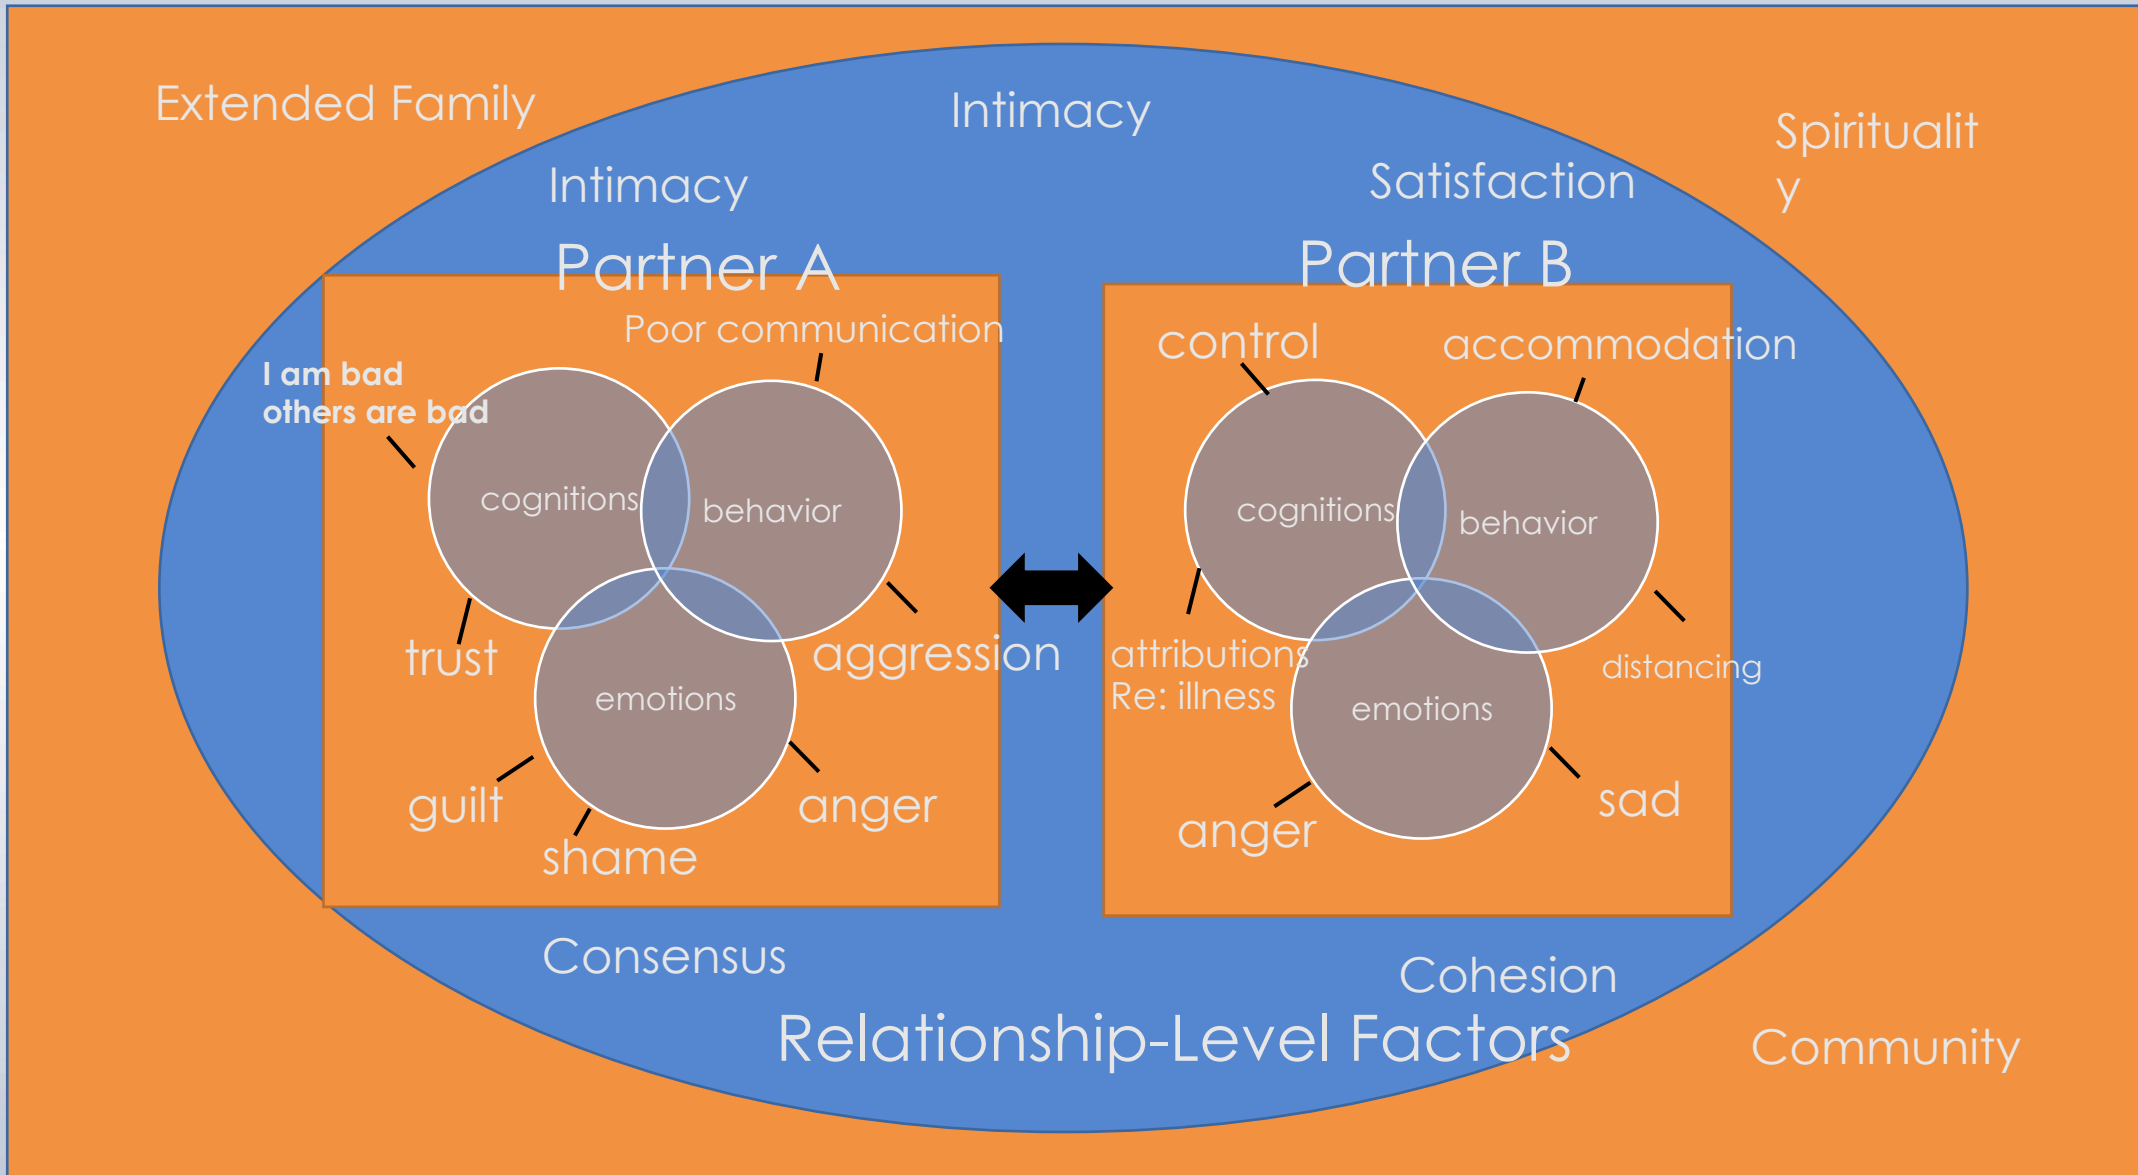 Extended Family
Intimacy
Spiritualit
y
Intimacy
Satisfaction
Partner A
Partner B
Poor communication
I am bad
others are bad
cognitions
behavior
trust
aggression
emotions
guilt
anger
shame
control
accommodation
cognitions
behavior
attributions
Re: illness
distancing
emotions
anger
sad
Consensus
Cohesion
Relationship-Level Factors
Community